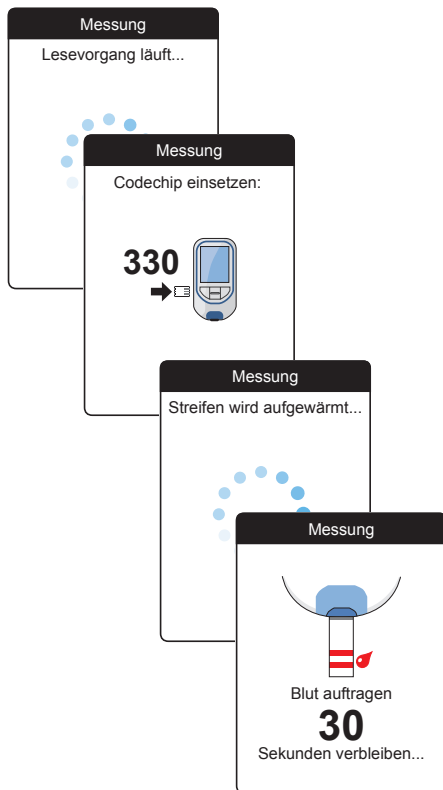 Messung
Lesevorgang läuft...
Messung
Codechip einsetzen:
330
Messung
Streifen wird aufgewärmt...
Messung
Blut auftragen
30
Sekunden verbleiben...